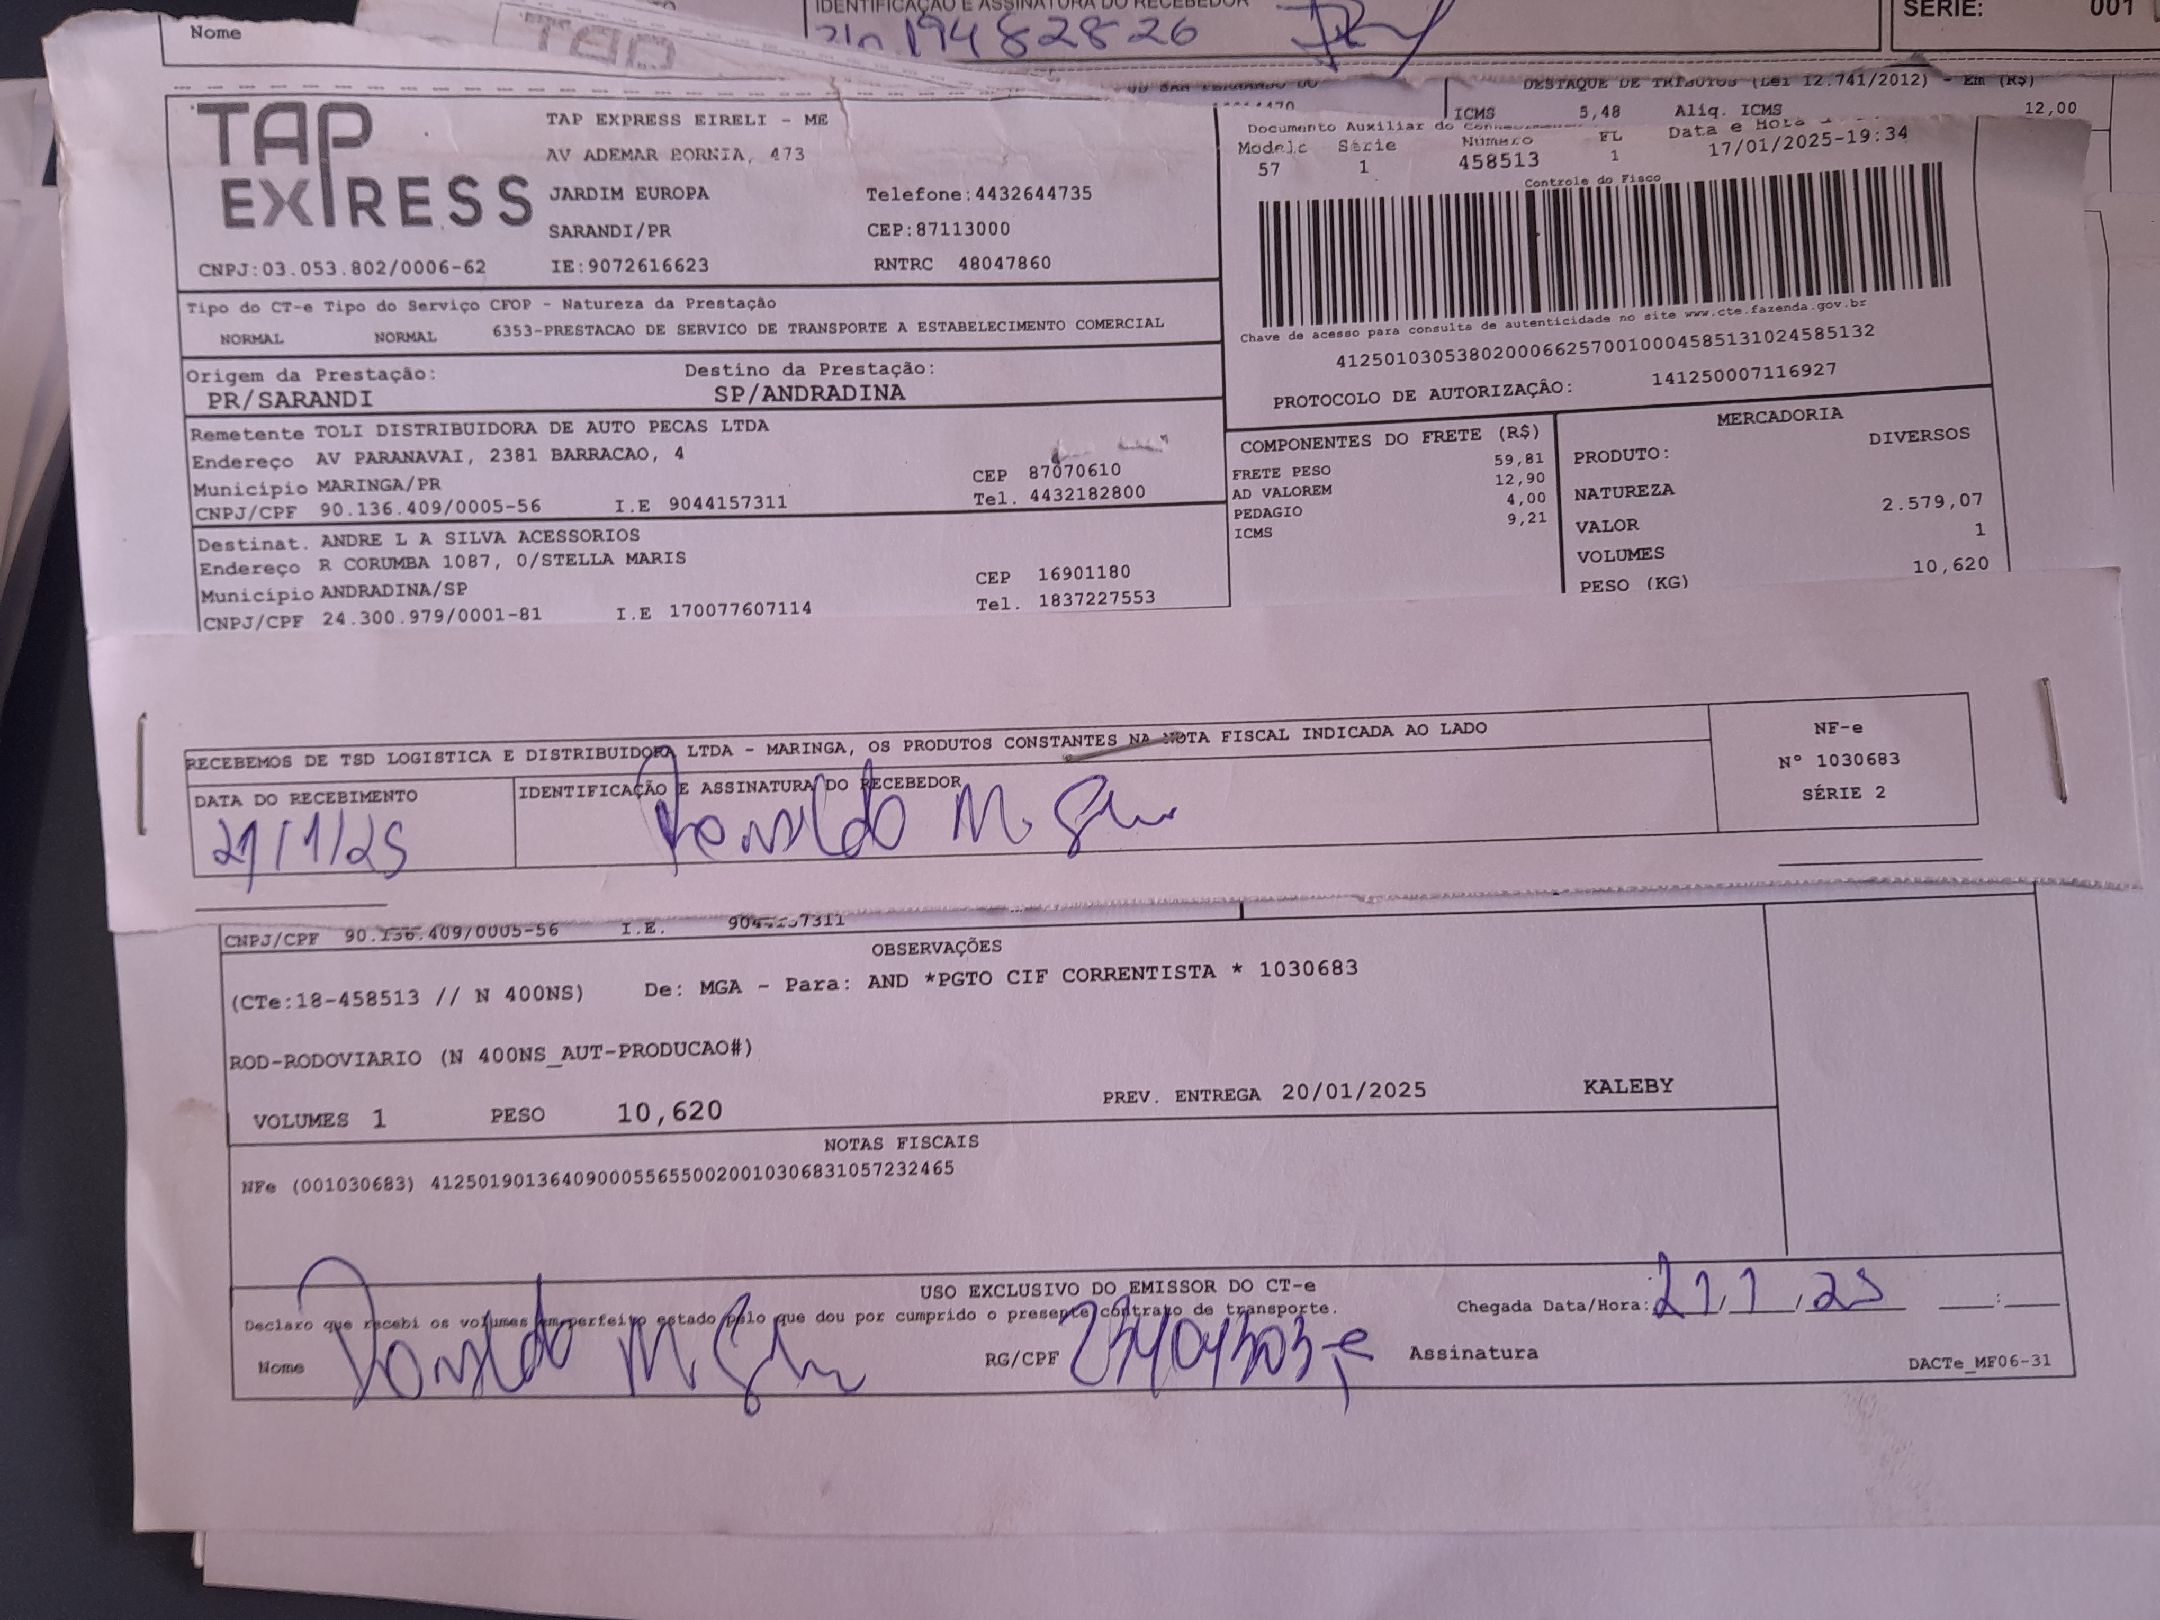 IDENTIFICAÇÃO E ASSINATURA DO RECEBEDOR
SÉRIE: 001
Nome
194828826
DESTAQUE DE TRIBUTOS (Lei 12.741/2012) - Em (R$)
ICMS 5,48 Aliq. ICMS 12,00
TAP EXPRESS
TAP EXPRESS EIRELI - ME
AV ADEMAR BORNIA, 473
JARDIM EUROPA Telefone:4432644735
SARANDI/PR CEP:87113000
CNPJ:03.053.802/0006-62 IE:9072616623 RNTRC 48047860
Documento Auxiliar do
Modelo Série Número FL Data e Hora
57 1 458513 1 17/01/2025-19:34
Controle do Fisco
Chave de acesso para consulta de autenticidade no site www.cte.fazenda.gov.br
41250103053802000662570010004585131024585132
PROTOCOLO DE AUTORIZAÇÂO: 141250007116927
Tipo do CT-e Tipo do Serviço CFOP - Natureza da Prestação
NORMAL NORMAL 6353-PRESTACAO DE SERVICO DE TRANSPORTE A ESTABELECIMENTO COMERCIAL
Origem da Prestação: Destino da Prestação:
PR/SARANDI SP/ANDRADINA
Remetente TOLI DISTRIBUIDORA DE AUTO PECAS LTDA
Endereço AV PARANAVAI, 2381 BARRACAO, 4
Município MARINGA/PR CEP 87070610
CNPJ/CPF 90.136.409/0005-56 I.E 9044157311 Tel. 4432182800
Destinat. ANDRE L A SILVA ACESSORIOS
Endereço R CORUMBA 1087, 0/STELLA MARIS
Município ANDRADINA/SP CEP 16901180
CNPJ/CPF 24.300.979/0001-81 I.E 170077607114 Tel. 1837227553
COMPONENTES DO FRETE (R$)
FRETE PESO 59,81
AD VALOREM 12,90
PEDAGIO 4,00
ICMS 9,21
MERCADORIA
PRODUTO: DIVERSOS
NATUREZA
VALOR 2.579,07
VOLUMES 1
PESO (KG) 10,620
RECEBEMOS DE TSD LOGISTICA E DISTRIBUIDORA LTDA - MARINGA, OS PRODUTOS CONSTANTES NA NOTA FISCAL INDICADA AO LADO
NF-e
Nº 1030683
SÉRIE 2
DATA DO RECEBIMENTO IDENTIFICAÇÃO E ASSINATURA DO RECEBEDOR
21/1/25 Ronaldo M.
CNPJ/CPF 90.136.409/0005-56 I.E. 9044157311
OBSERVAÇÕES
(CTe:18-458513 // N 400NS) De: MGA - Para: AND *PGTO CIF CORRENTISTA * 1030683
ROD-RODOVIARIO (N 400NS_AUT-PRODUCAO#)
VOLUMES 1 PESO 10,620 PREV. ENTREGA 20/01/2025 KALEBY
NOTAS FISCAIS
NFe (001030683) 41250190136409000556550020010306831057232465
USO EXCLUSIVO DO EMISSOR DO CT-e
Declaro que recebi os volumes em perfeito estado pelo que dou por cumprido o presente contrato de transporte.
Chegada Data/Hora: 21/1/25 __:__
Nome Ronaldo M. RG/CPF Assinatura
DACTe_MF06-31